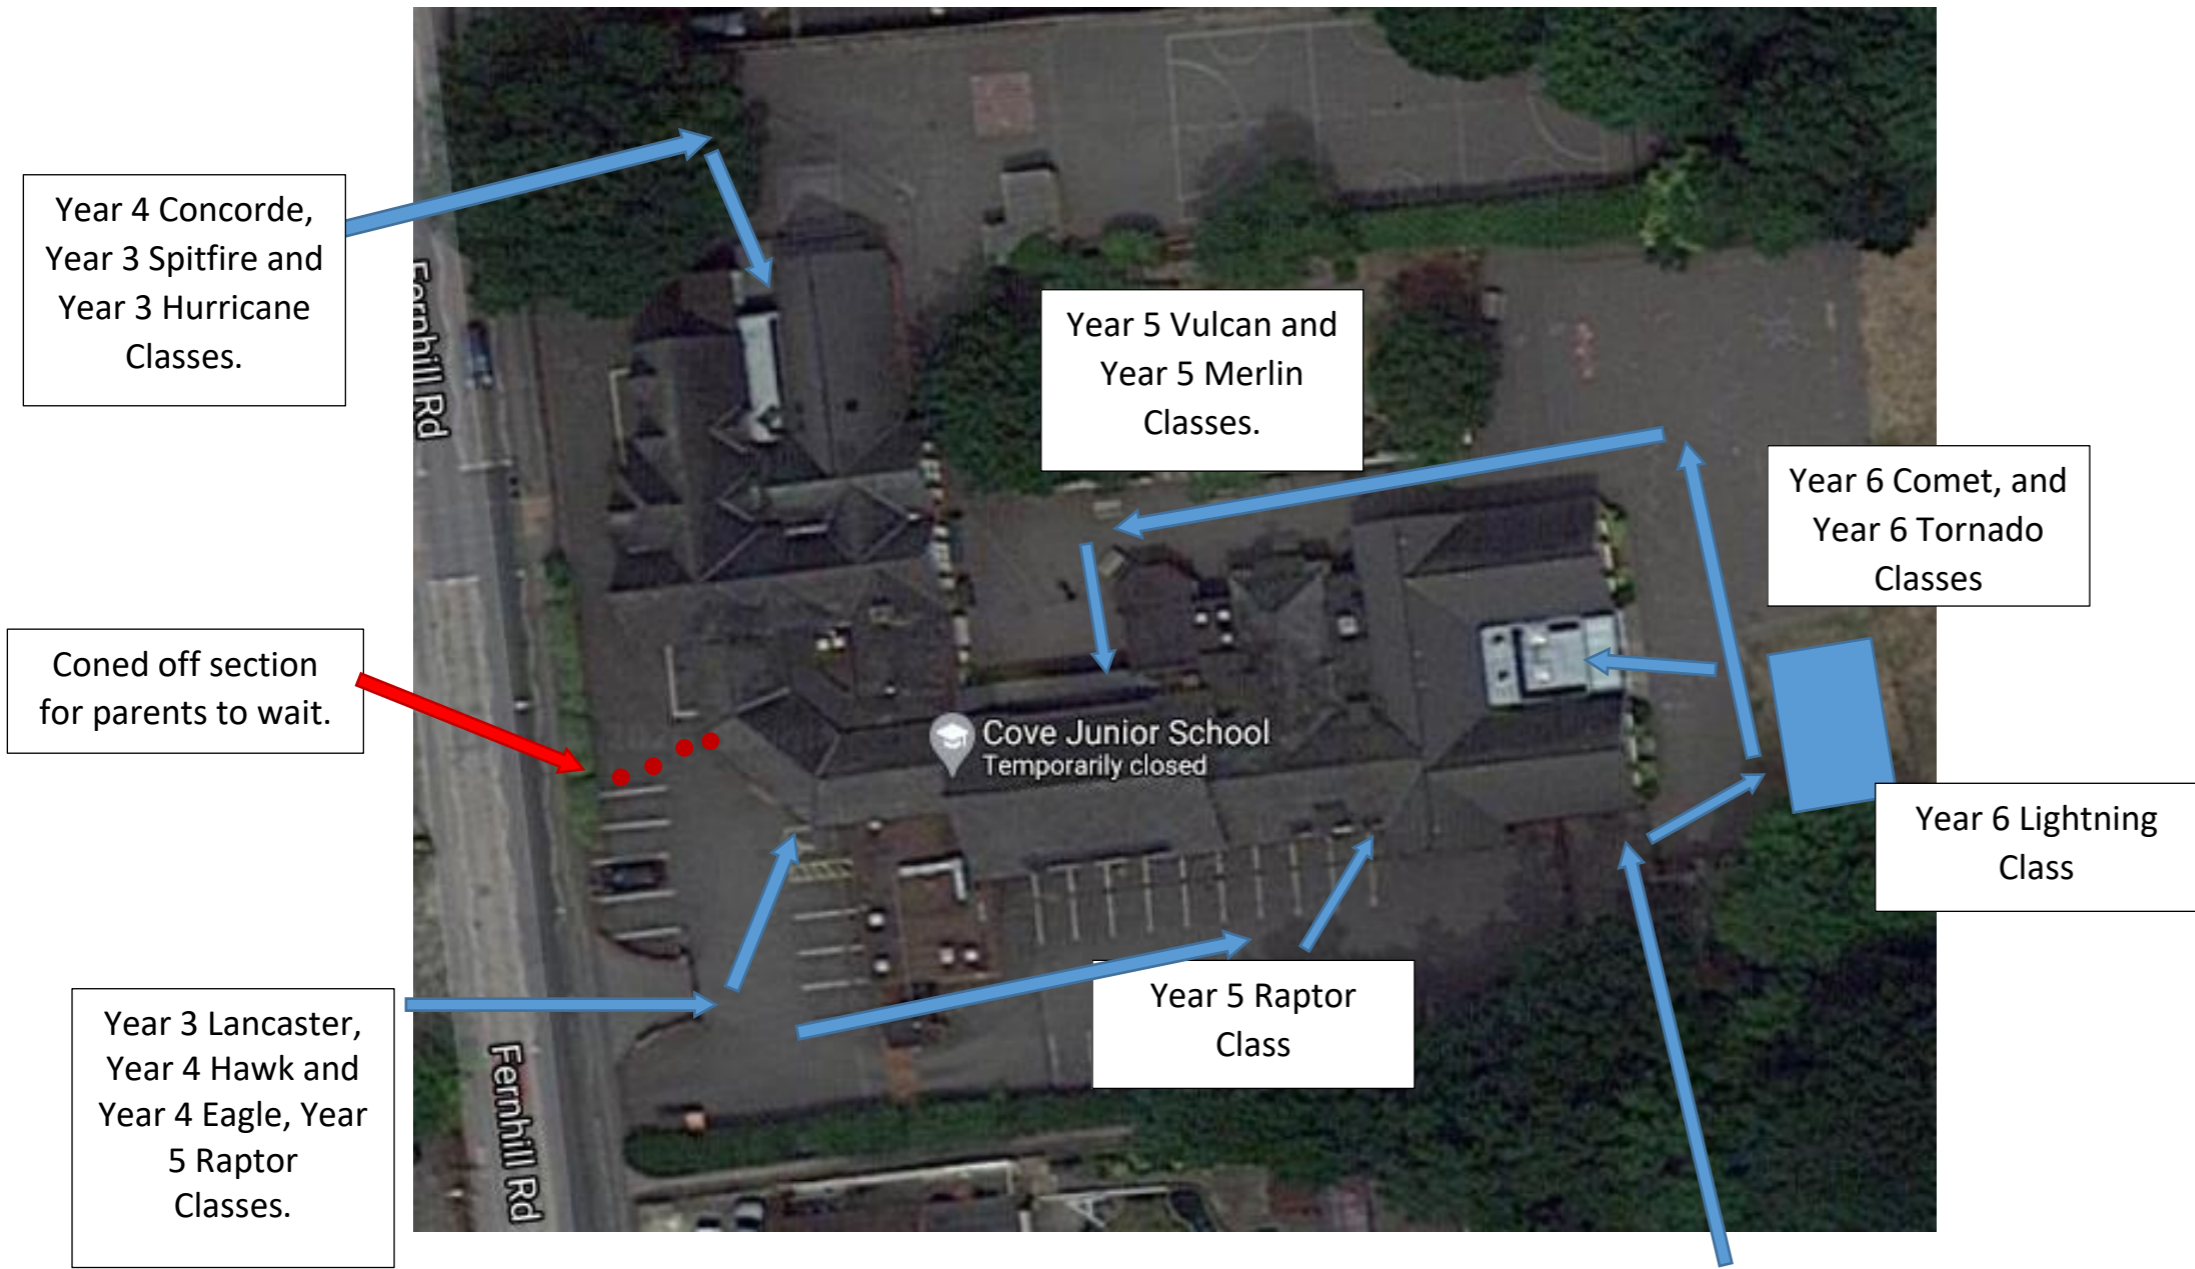 Year 4 Concorde,
Year 3 Spitfire and
Year 3 Hurricane
Classes.
Fernhill Rd
Year 5 Vulcan and
Year 5 Merlin
Classes.
Year 6 Comet, and
Year 6 Tornado
Classes
Coned off section
for parents to wait.
Cove Junior School
Temporarily closed
Year 6 Lightning
Class
Year 3 Lancaster,
Year 4 Hawk and
Year 4 Eagle, Year
5 Raptor
Classes.
Year 5 Raptor
Class
Fernhill Rd